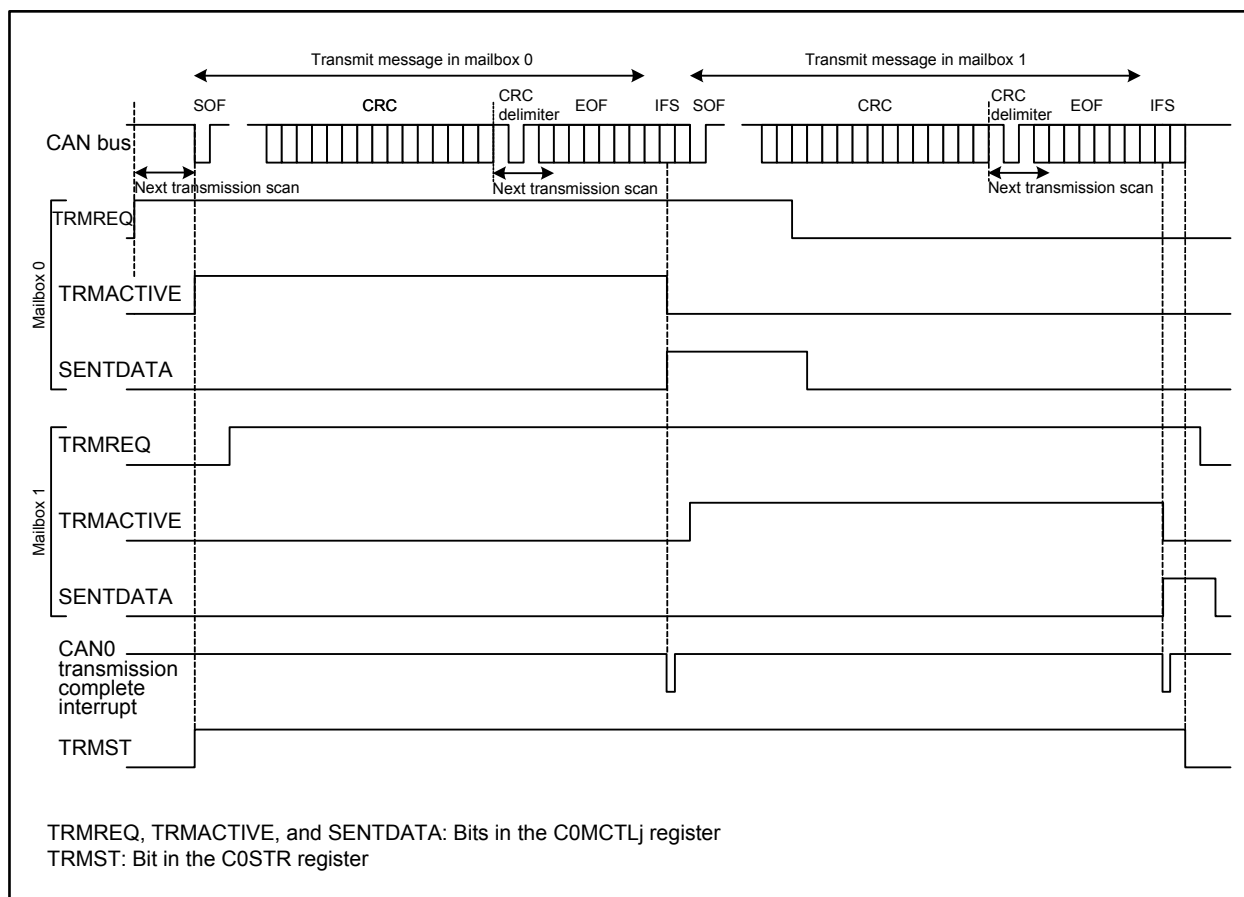 Transmit message in mailbox 0
Transmit message in mailbox 1
SOF
CRC
CRC
delimiter
EOF
IFS
SOF
CRC
CRC
delimiter
EOF
IFS
CAN bus
Next transmission scan
Next transmission scan
Next transmission scan
Mailbox 0
TRMREQ
TRMACTIVE
SENTDATA
Mailbox 1
TRMREQ
TRMACTIVE
SENTDATA
CAN0
transmission
complete
interrupt
TRMST
TRMREQ, TRMACTIVE, and SENTDATA: Bits in the C0MCTLj register
TRMST: Bit in the C0STR register